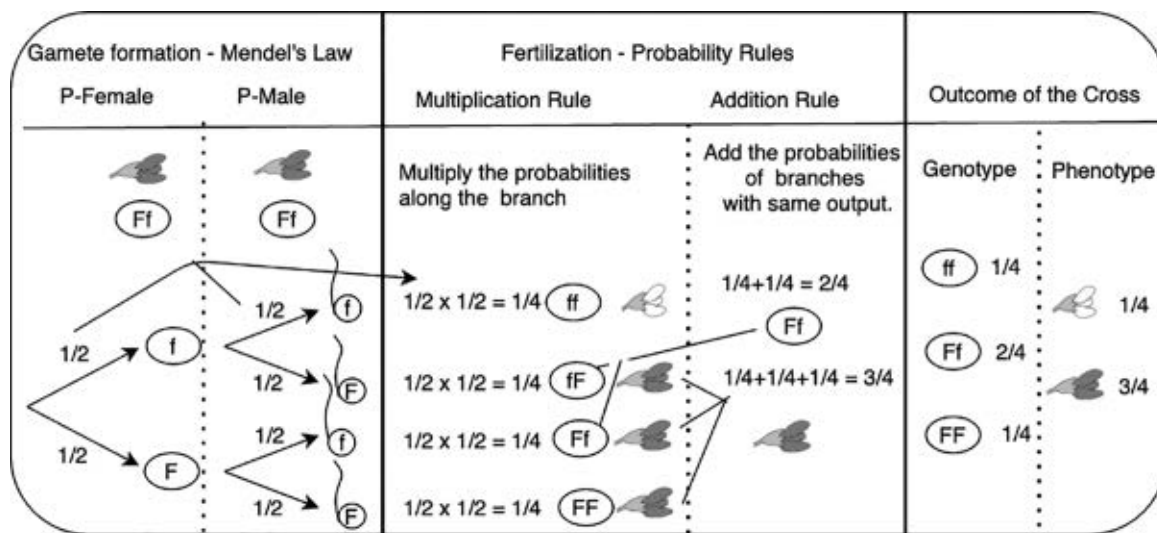 Gamete formation - Mendel's Law
P-Female
P-Male
Ff
Ff
1/2
f
1/2
f
1/2
F
1/2
F
1/2
f
1/2
F
Fertilization - Probability Rules
Multiplication Rule
Addition Rule
Multiply the probabilities
along the branch
1/2 x 1/2 = 1/4 ff
1/2 x 1/2 = 1/4 fF
1/2 x 1/2 = 1/4 Ff
1/2 x 1/2 = 1/4 FF
Add the probabilities
of branches
with same output.
1/4+1/4 = 2/4
Ff
1/4+1/4+1/4 = 3/4
Outcome of the Cross
Genotype
Phenotype
ff 1/4
Ff 2/4
FF 1/4
1/4
3/4